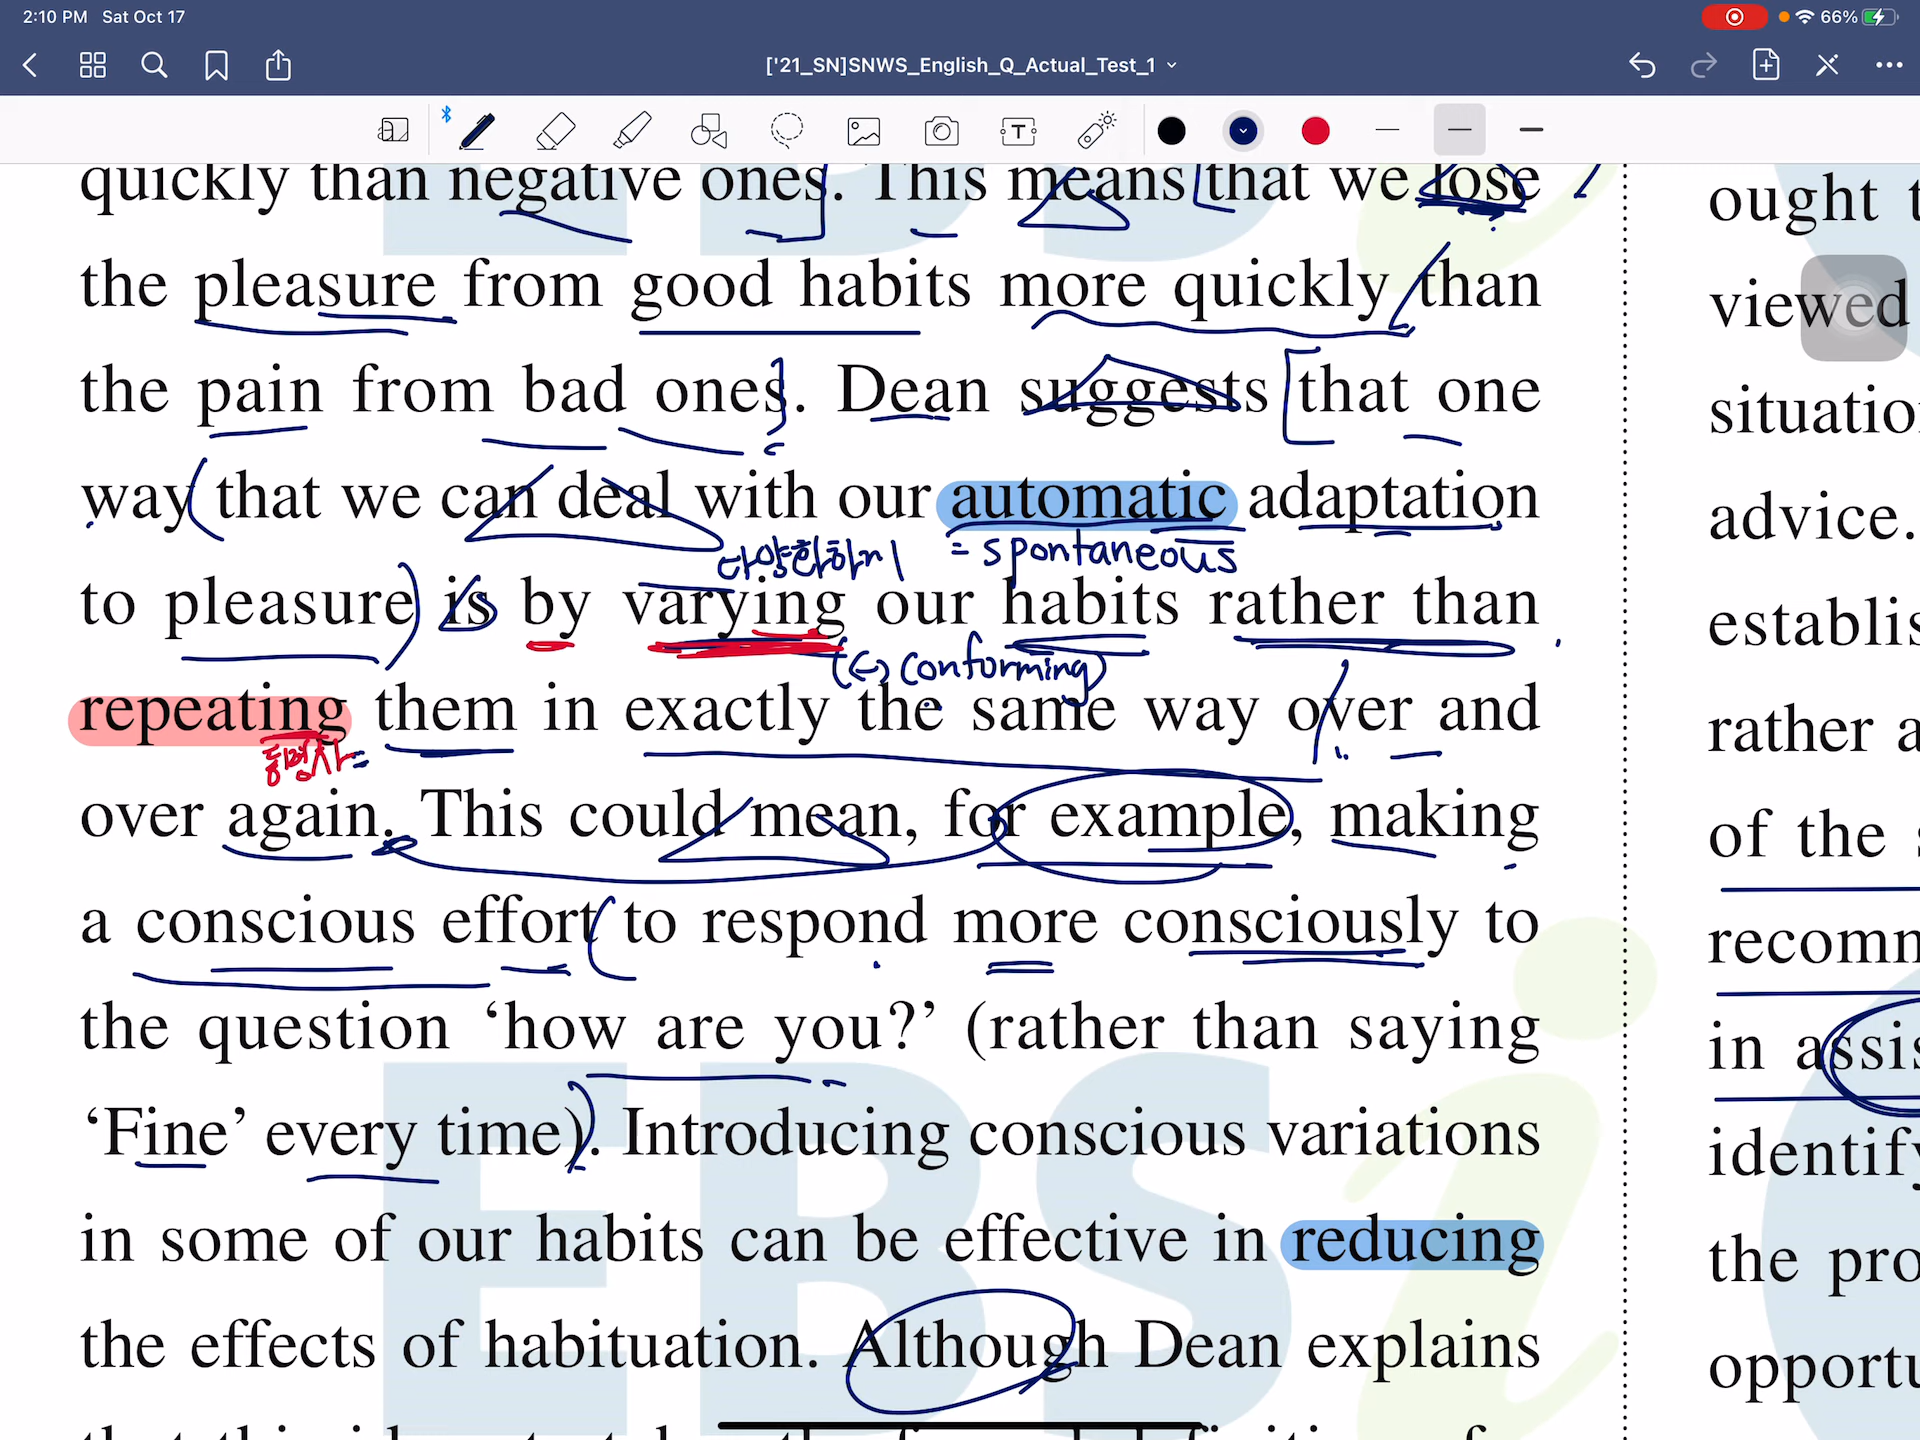 2:10 PM Sat Oct 17
66%
['21_SN]SNWS_English_Q_Actual_Test_1
quickly than negative ones. This means that we lose
the pleasure from good habits more quickly than
the pain from bad ones. Dean suggests that one
way that we can deal with our automatic adaptation
다양화하기 = spontaneous
to pleasure is by varying our habits rather than
(↔) conforming)
repeating them in exactly the same way over and
동명사
over again. This could mean, for example, making
a conscious effort to respond more consciously to
the question ‘how are you?’ (rather than saying
‘Fine’ every time). Introducing conscious variations
in some of our habits can be effective in reducing
the effects of habituation. Although Dean explains
ought t
viewed
situatio
advice.
establis
rather a
of the s
recomm
in assis
identify
the pro
opportu
EBSi